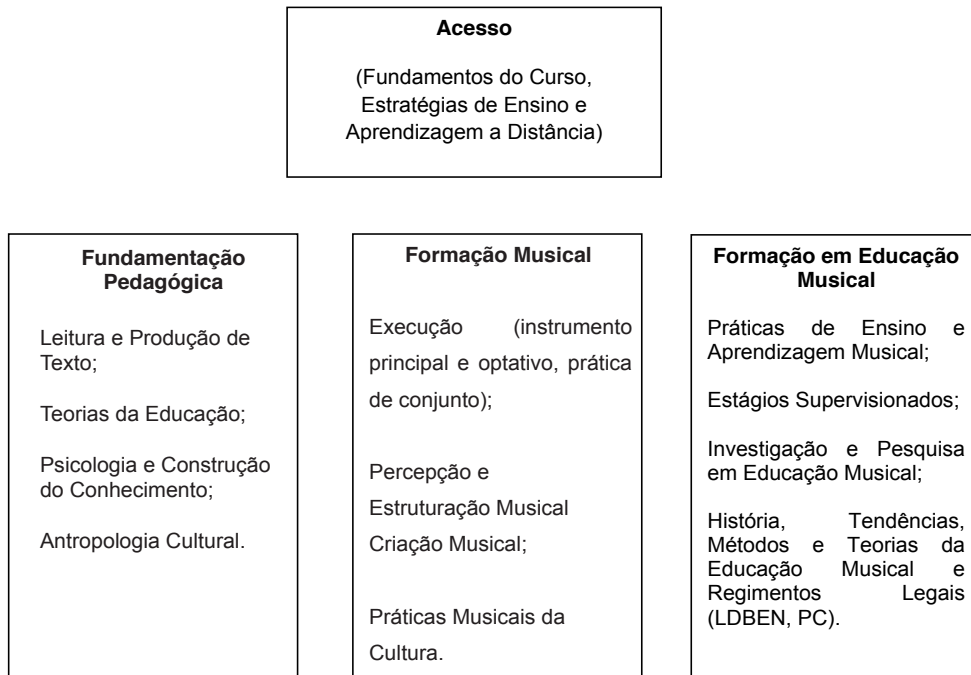 Acesso
(Fundamentos do Curso,
Estratégias de Ensino e
Aprendizagem a Distância)
Fundamentação
Pedagógica
Leitura e Produção de
Texto;
Teorias da Educação;
Psicologia e Construção
do Conhecimento;
Antropologia Cultural.
Formação Musical
Execução (instrumento
principal e optativo, prática
de conjunto);
Percepção e
Estruturação Musical
Criação Musical;
Práticas Musicais da
Cultura.
Formação em Educação
Musical
Práticas de Ensino e
Aprendizagem Musical;
Estágios Supervisionados;
Investigação e Pesquisa
em Educação Musical;
História, Tendências,
Métodos e Teorias da
Educação Musical e
Regimentos Legais
(LDBEN, PC).